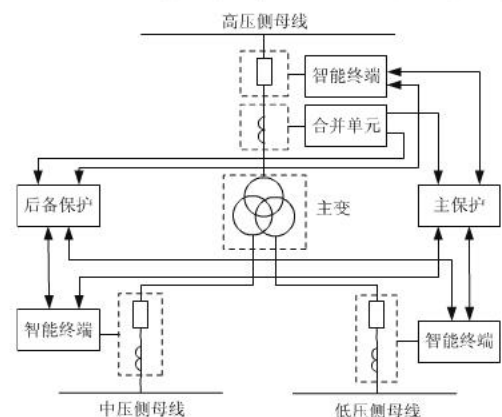 高压侧母线
智能终端
合并单元
后备保护
主变
主保护
智能终端
智能终端
中压侧母线
低压侧母线